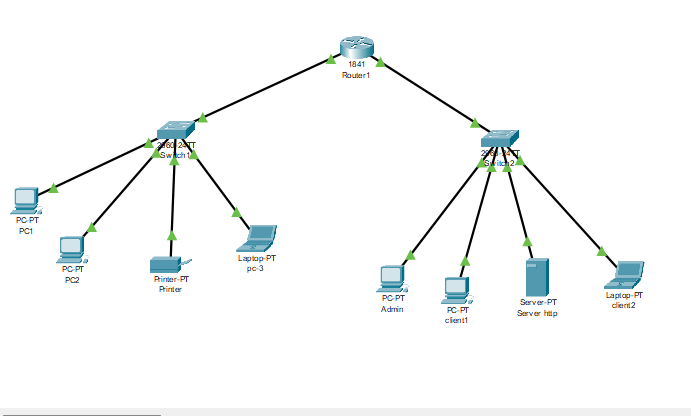 1841
Router1
2960-24TT
Switch1
2960-24TT
Switch2
PC-PT
PC1
PC-PT
PC2
Printer-PT
Printer
Laptop-PT
pc-3
PC-PT
Admin
PC-PT
client1
Server-PT
Server http
Laptop-PT
client2